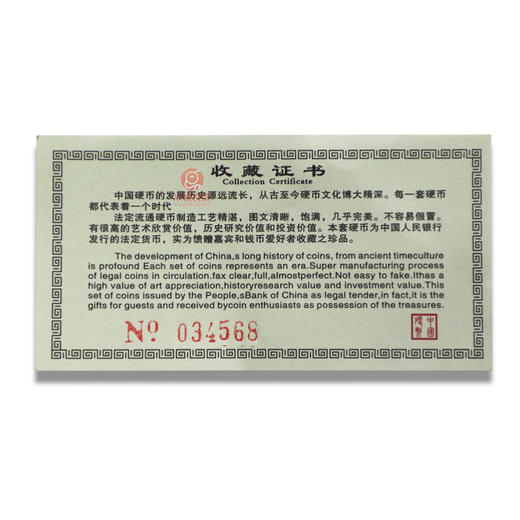 收藏证书
Collection Certificate
中国硬币的发展历史源远流长，从古至今硬币文化博大精深。每一套硬币
都代表着一个时代
法定流通硬币制造工艺精湛，图文清晰，饱满，几乎完美。不容易假冒。
有很高的艺术欣赏价值，历史研究价值和投资价值。本套硬币为中国人民银行
发行的法定货币，实为馈赠嘉宾和钱币爱好者收藏之珍品。
The development of China,s long history of coins, from ancient timeculture
is profound Each set of coins represents an era.Super manufacturing process
of legal coins in circulation.fax clear,full,almostperfect.Not easy to fake.Ithas a
high value of art appreciation,historyresearch value and investment value.This
set of coins issued by the People,sBank of China as legal tender,in fact,it is the
gifts for guests and received bycoin enthusiasts as possession of the treasures.
No 034568
中國